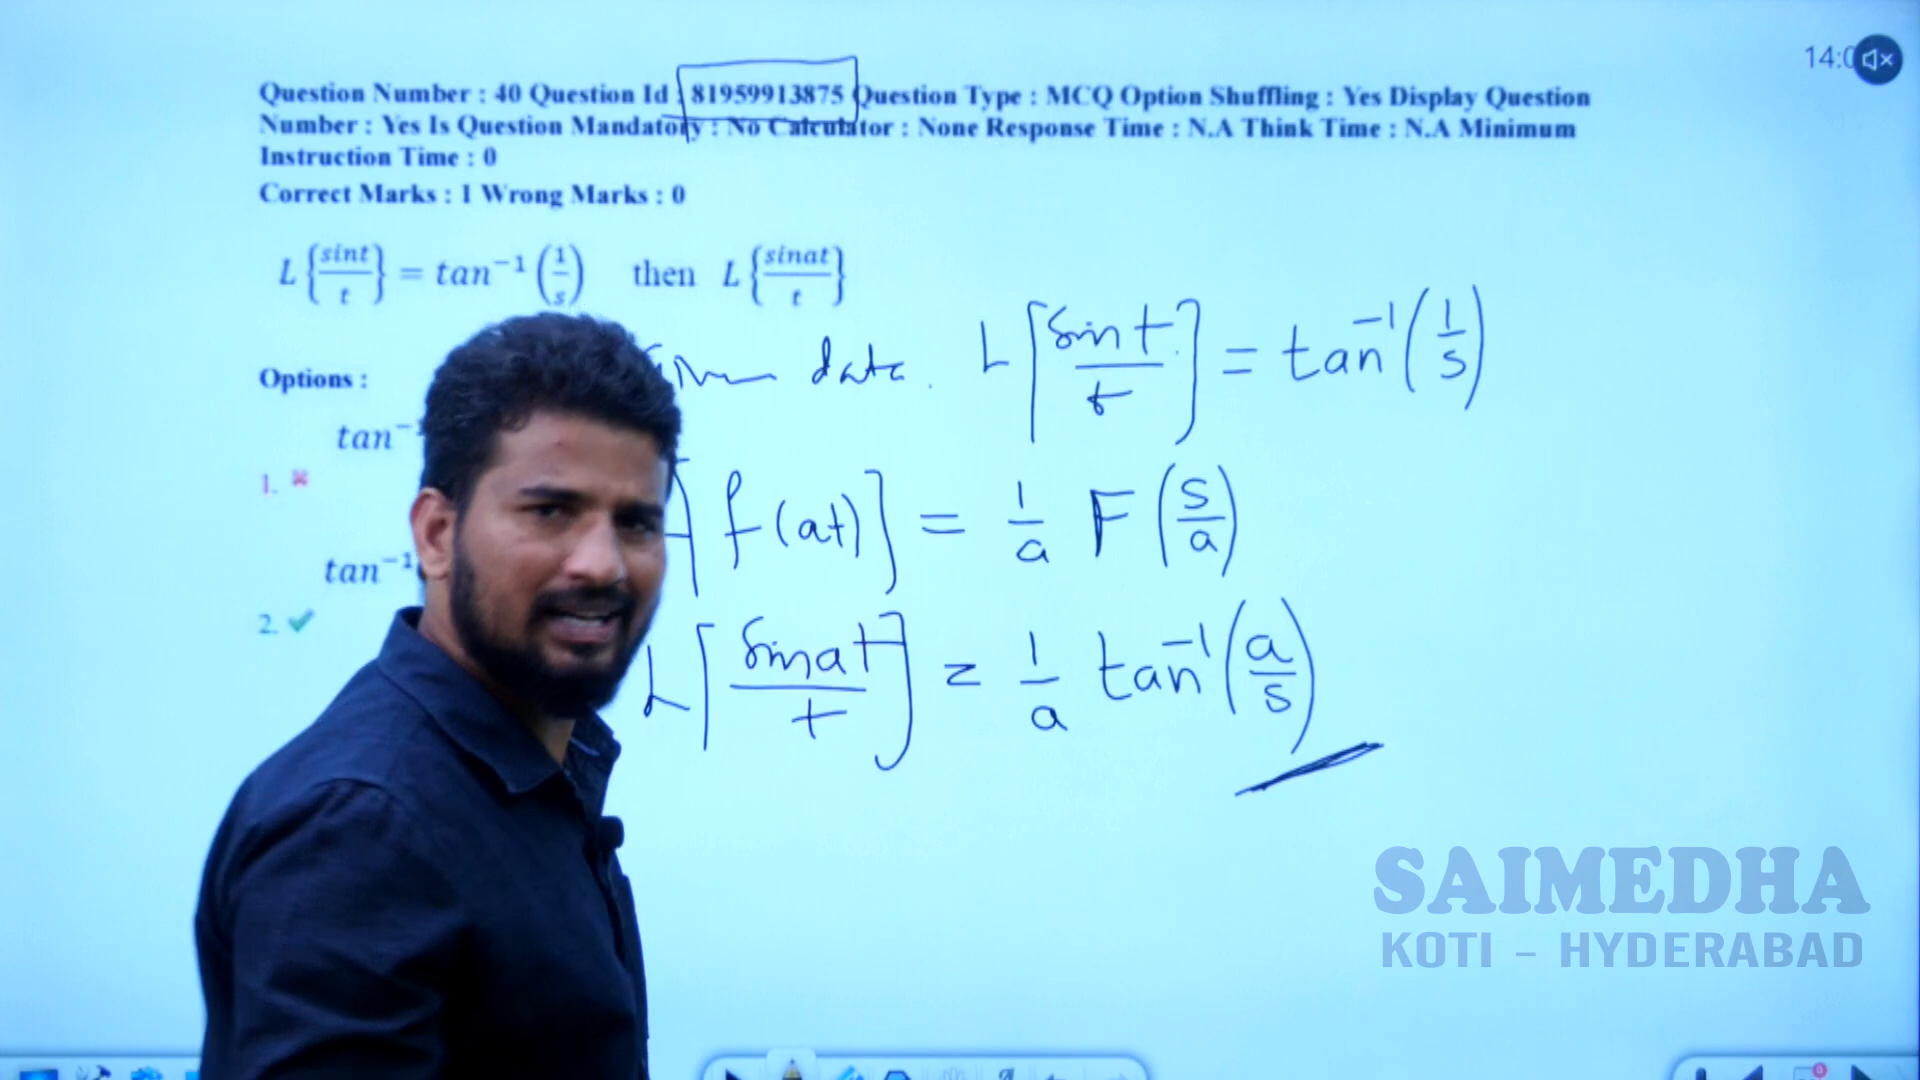 14:0
Question Number : 40 Question Id : 81959913875 Question Type : MCQ Option Shuffling : Yes Display Question
Number : Yes Is Question Mandatory : No Calculator : None Response Time : N.A Think Time : N.A Minimum
Instruction Time : 0
Correct Marks : 1 Wrong Marks : 0
L {sint/t} = tan⁻¹ (1/s) then L {sinat/t}
data. L [sin t/t] = tan⁻¹ (1/s)
Options :
tan⁻¹
1.
f(at)] = 1/a F (s/a)
tan⁻¹
2.
L [sin at/t] = 1/a tan⁻¹ (a/s)
SAIMEDHA
KOTI - HYDERABAD